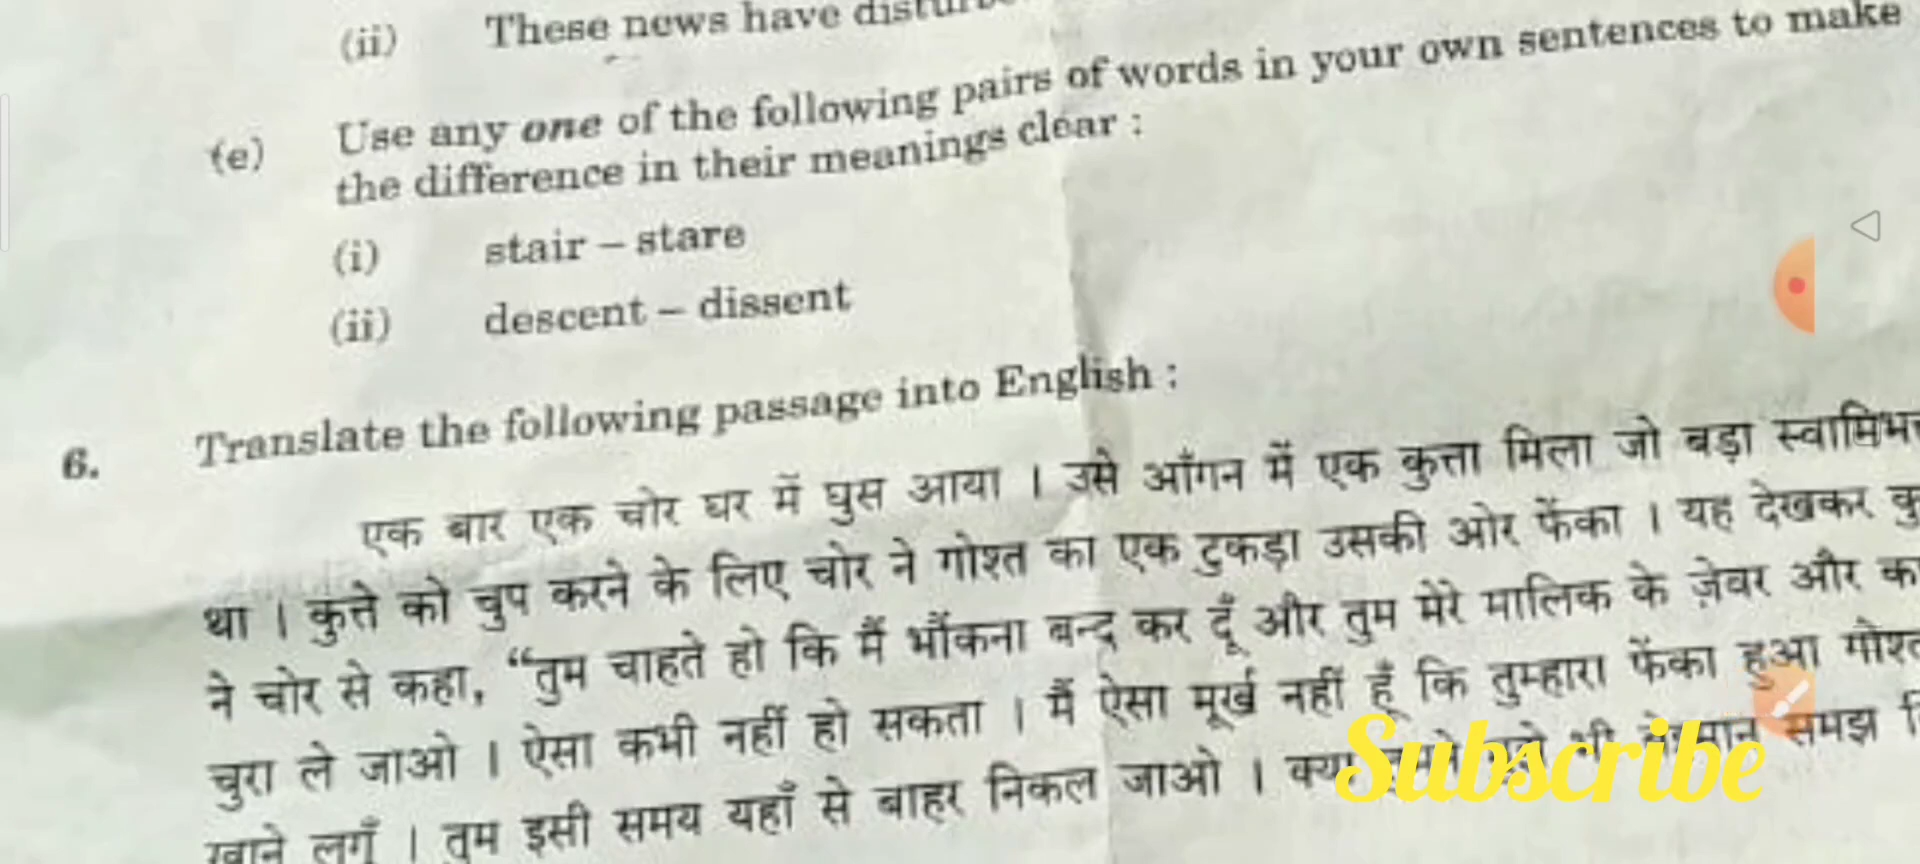 (ii) These news have
(e) Use any one of the following pairs of words in your own sentences to make
the difference in their meanings clear :
(i) stair – stare
(ii) descent – dissent
6. Translate the following passage into English :
एक बार एक चोर घर में घुस आया । उसे आँगन में एक कुत्ता मिला जो बड़ा
था । कुत्ते को चुप करने के लिए चोर ने गोश्त का एक टुकड़ा उसकी ओर फेंका । यह देखकर
ने चोर से कहा, “तुम चाहते हो कि मैं भौंकना बन्द कर दूँ और तुम मेरे मालिक के ज़ेवर और
चुरा ले जाओ । ऐसा कभी नहीं हो सकता । मैं ऐसा मूर्ख नहीं हूँ कि तुम्हारा फेंका हुआ गोश्त
खाने लगूँ । तुम इसी समय यहाँ से बाहर निकल जाओ । क्या समझ
Subscribe